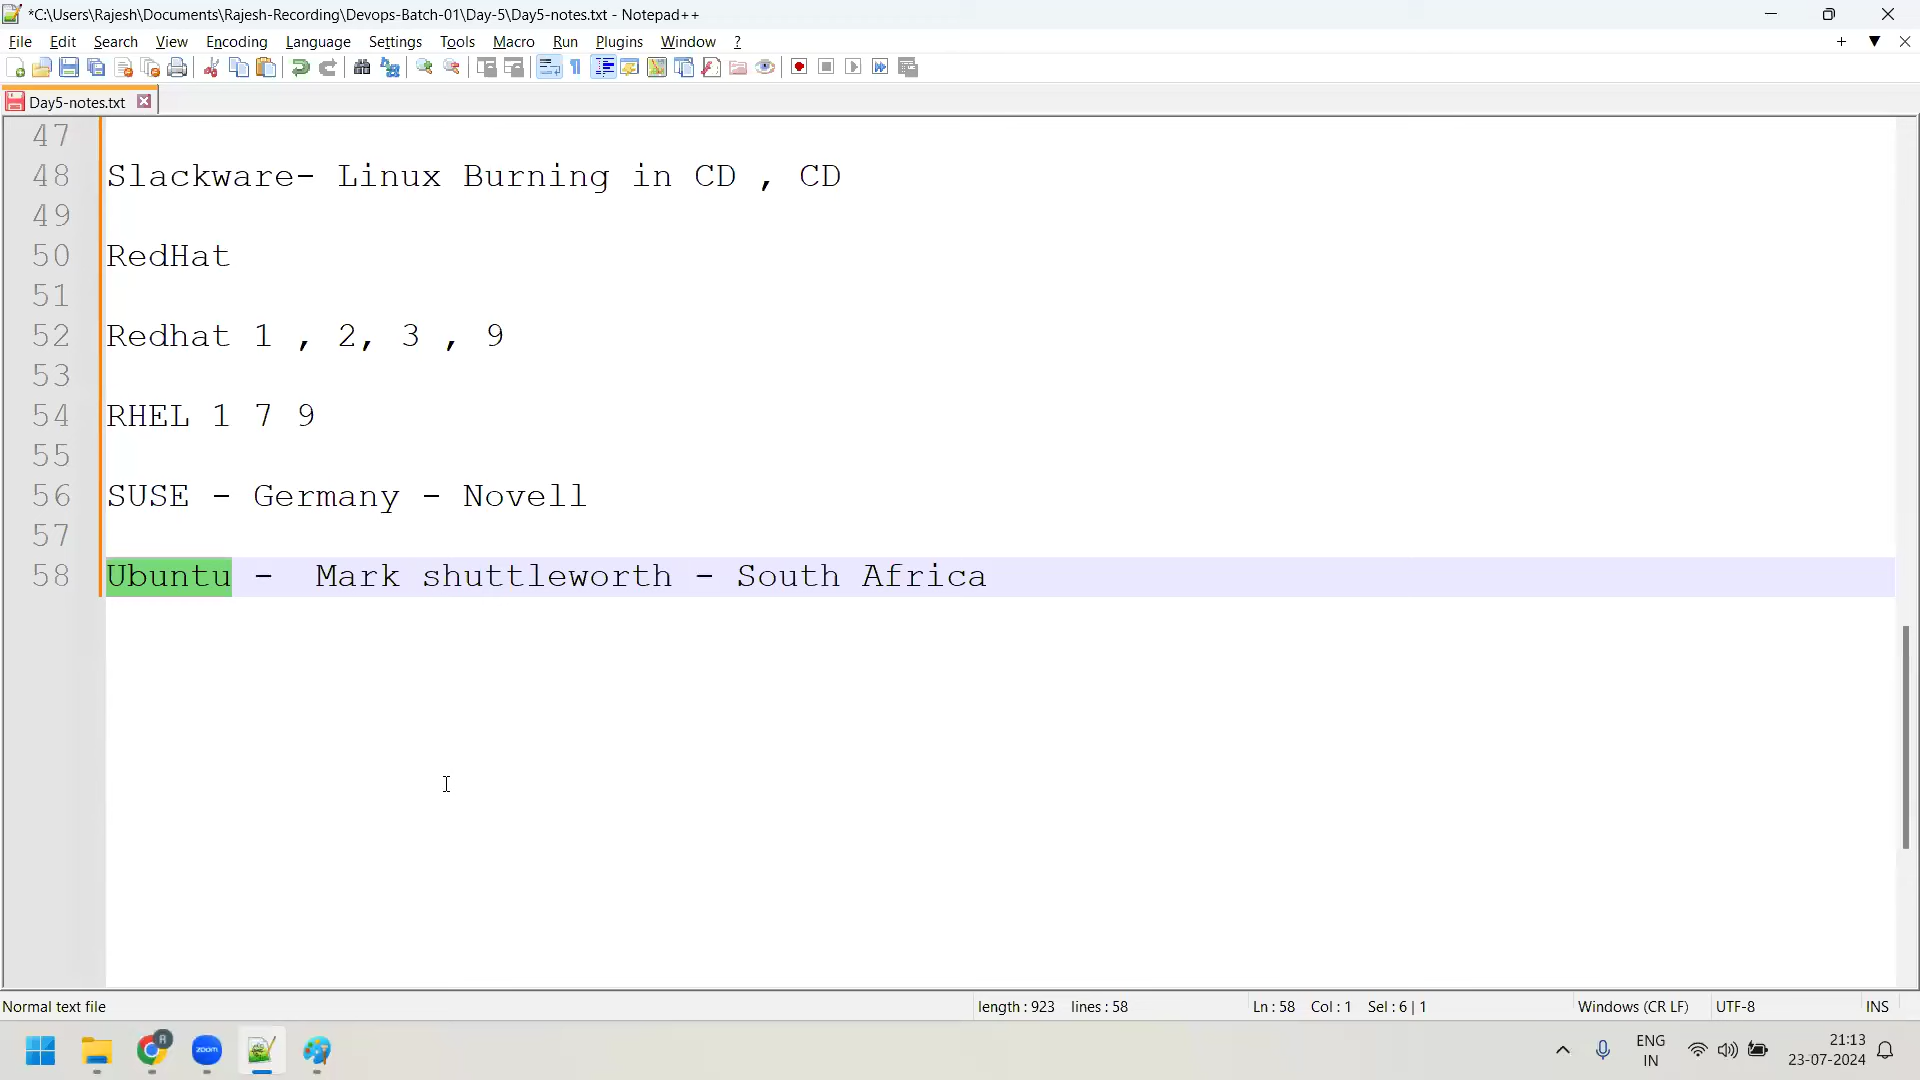 *C:\Users\Rajesh\Documents\Rajesh-Recording\Devops-Batch-01\Day-5\Day5-notes.txt - Notepad++
File Edit Search View Encoding Language Settings Tools Macro Run Plugins Window ?
Day5-notes.txt
47
48 Slackware- Linux Burning in CD , CD
49
50 RedHat
51
52 Redhat 1 , 2, 3 , 9
53
54 RHEL 1 7 9
55
56 SUSE - Germany - Novell
57
58 Ubuntu -  Mark shuttleworth - South Africa
Normal text file length : 923 lines : 58 Ln : 58 Col : 1 Sel : 6 | 1 Windows (CR LF) UTF-8 INS
R
zoom
ENG
IN
21:13
23-07-2024